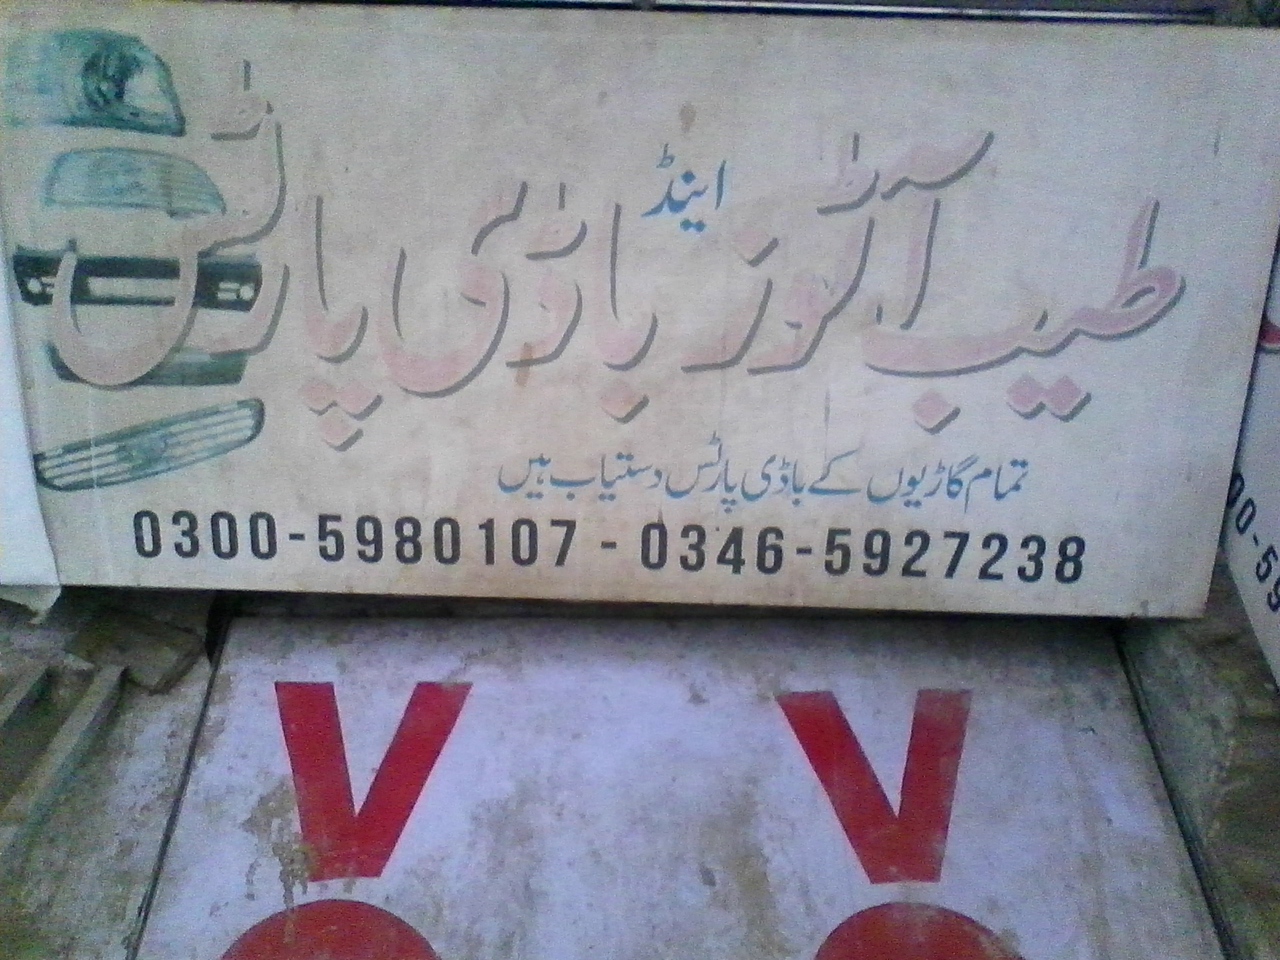 طیب آٹوز اینڈ باڈی پارٹس
تمام گاڑیوں کے باڈی پارٹس دستیاب ہیں
0300-5980107 - 0346-5927238